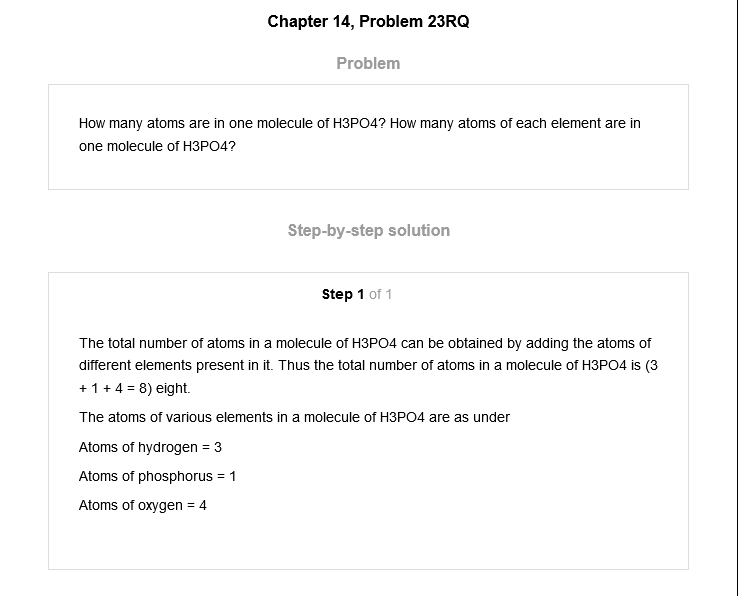 Chapter 14, Problem 23RQ
Problem
How many atoms are in one molecule of H3PO4? How many atoms of each element are in
one molecule of H3PO4?
Step-by-step solution
Step 1 of 1
The total number of atoms in a molecule of H3PO4 can be obtained by adding the atoms of
different elements present in it. Thus the total number of atoms in a molecule of H3PO4 is (3
+ 1 + 4 = 8) eight.
The atoms of various elements in a molecule of H3PO4 are as under
Atoms of hydrogen = 3
Atoms of phosphorus = 1
Atoms of oxygen = 4